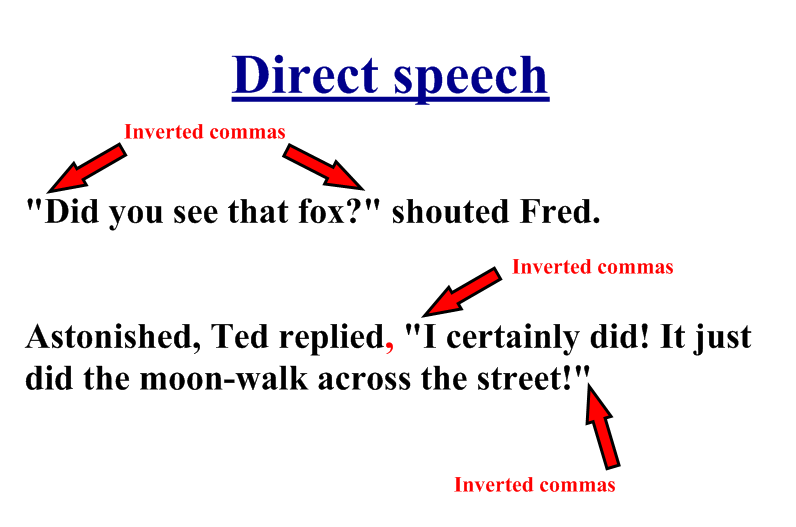 Direct speech
Inverted commas
"Did you see that fox?" shouted Fred.
Inverted commas
Astonished, Ted replied, "I certainly did! It just
did the moon-walk across the street!"
Inverted commas